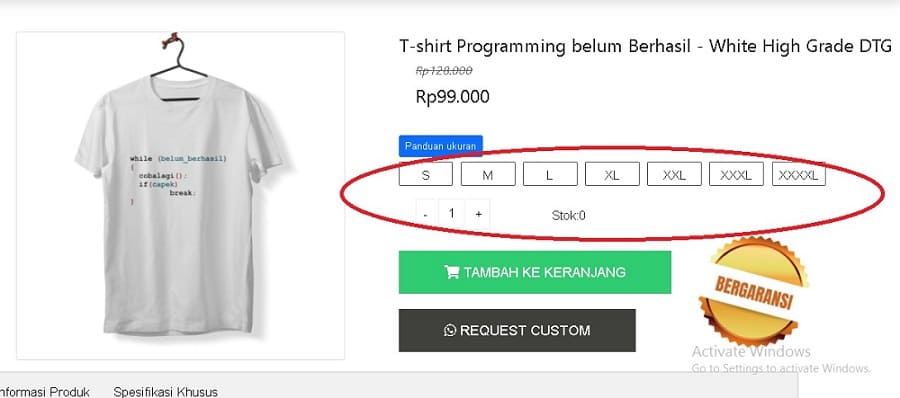 T-shirt Programming belum Berhasil - White High Grade DTG
Rp128.000
Rp99.000
while (belum_berhasil)
{
cobalagi();
if(capek)
break;
}
Panduan ukuran
S M L XL XXL XXXL XXXXL
- 1 + Stok:0
TAMBAH KE KERANJANG
BERGARANSI
REQUEST CUSTOM
Activate Windows
Go to Settings to activate Windows.
nformasi Produk Spesifikasi Khusus